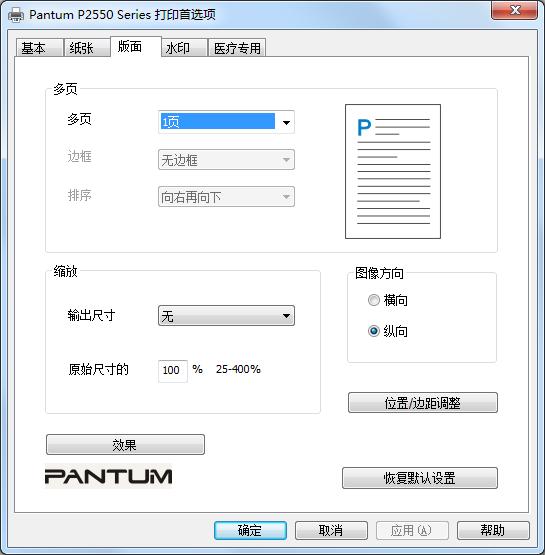 Pantum P2550 Series 打印首选项
基本 纸张 版面 水印 医疗专用
多页
多页 1页
P
边框 无边框
排序 向右再向下
缩放
图像方向
横向
输出尺寸 无
纵向
原始尺寸的 100 % 25-400%
位置/边距调整
效果
PANTUM
恢复默认设置
确定 取消 应用(A) 帮助